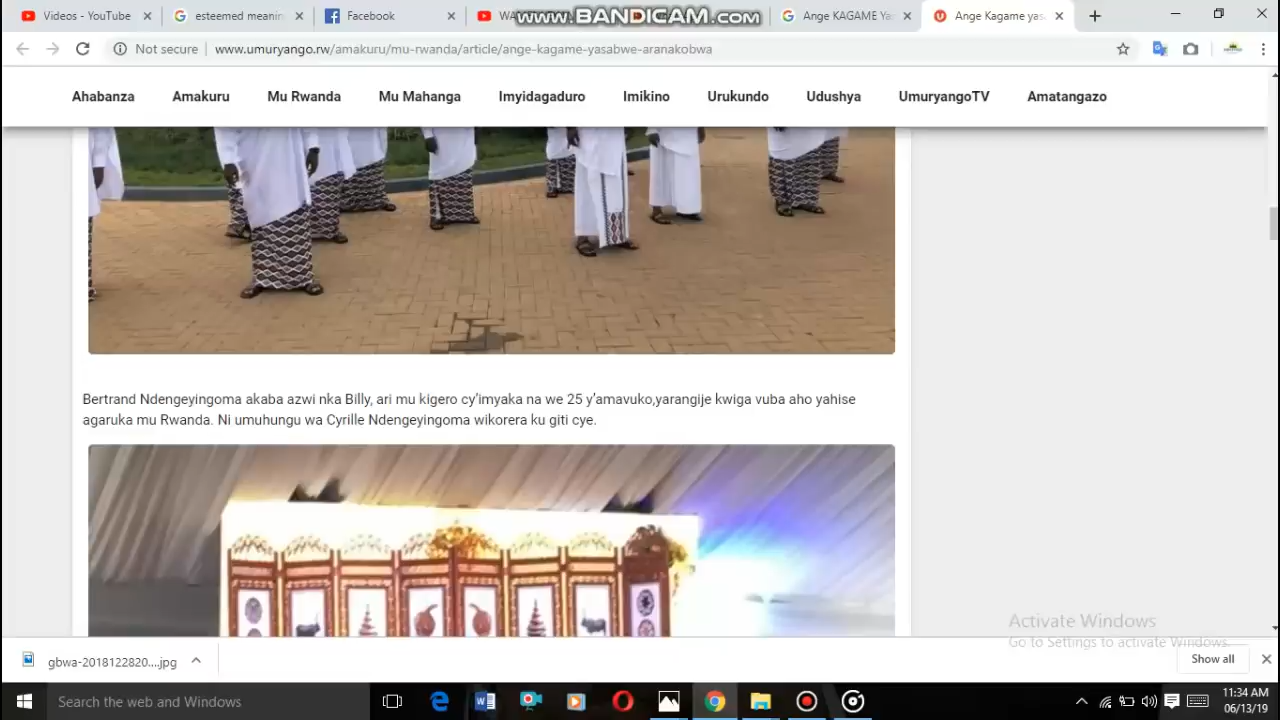 Videos - YouTube
esteemed meanin
Facebook
www.BANDICAM.com
Ange KAGAME Ya
Ange Kagame yas
Not secure
www.umuryango.rw/amakuru/mu-rwanda/article/ange-kagame-yasabwe-aranakobwa
Ahabanza Amakuru Mu Rwanda Mu Mahanga Imyidagaduro Imikino Urukundo Udushya UmuryangoTV Amatangazo
Bertrand Ndengeyingoma akaba azwi nka Billy, ari mu kigero cy'imyaka na we 25 y'amavuko,yarangije kwiga vuba aho yahise
agaruka mu Rwanda. Ni umuhungu wa Cyrille Ndengeyingoma wikorera ku giti cye.
Activate Windows
Go to Settings to activate Windows.
gbwa-2018122820....jpg
Show all
Search the web and Windows
11:34 AM
06/13/19